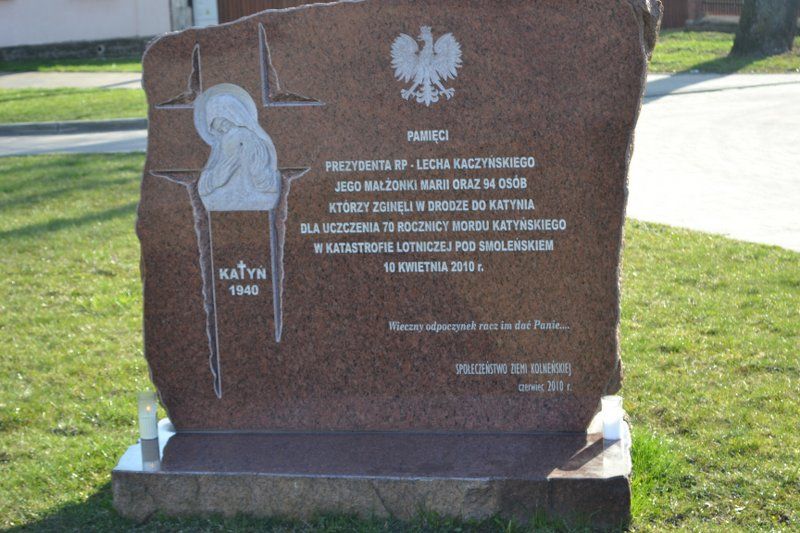 PAMIĘCI
PREZYDENTA RP - LECHA KACZYŃSKIEGO
JEGO MAŁŻONKI MARII ORAZ 94 OSÓB
KTÓRZY ZGINĘLI W DRODZE DO KATYNIA
DLA UCZCZENIA 70 ROCZNICY MORDU KATYŃSKIEGO
W KATASTROFIE LOTNICZEJ POD SMOLEŃSKIEM
10 KWIETNIA 2010 r.
KATYN
1940
Wieczny odpoczynek racz im dać Panie....
SPOŁECZEŃSTWO ZIEMI KOLNEŃSKIEJ
czerwiec 2010 r.